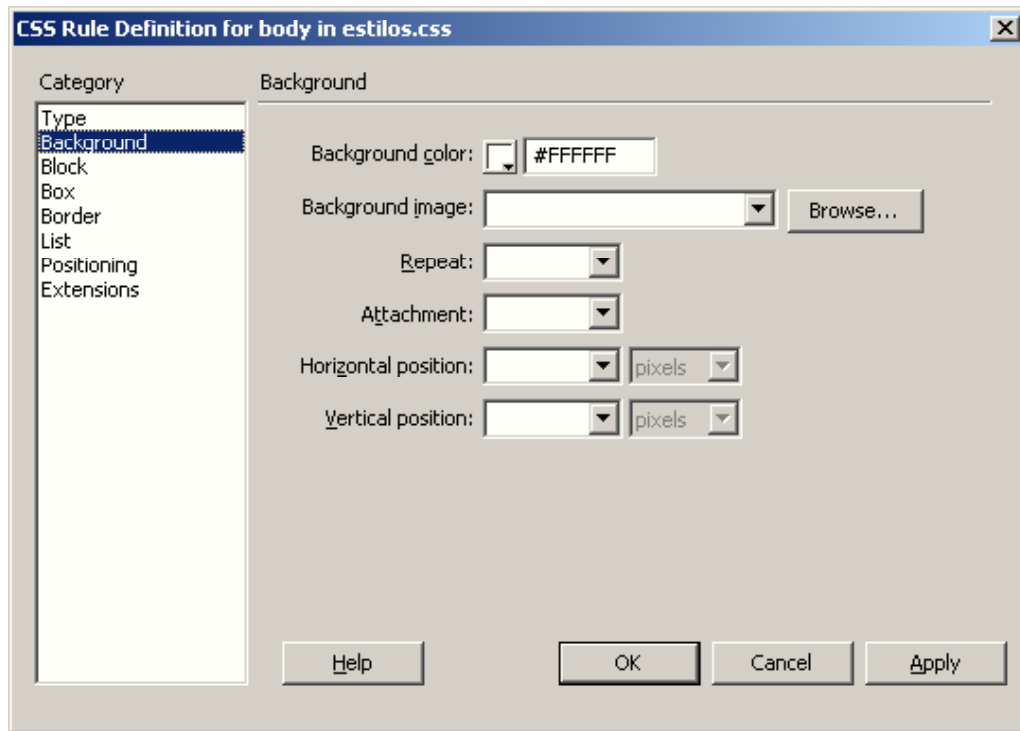 CSS Rule Definition for body in estilos.css
Category
Type
Background
Block
Box
Border
List
Positioning
Extensions
Background
Background color: #FFFFFF
Background image: Browse...
Repeat:
Attachment:
Horizontal position: pixels
Vertical position: pixels
Help OK Cancel Apply